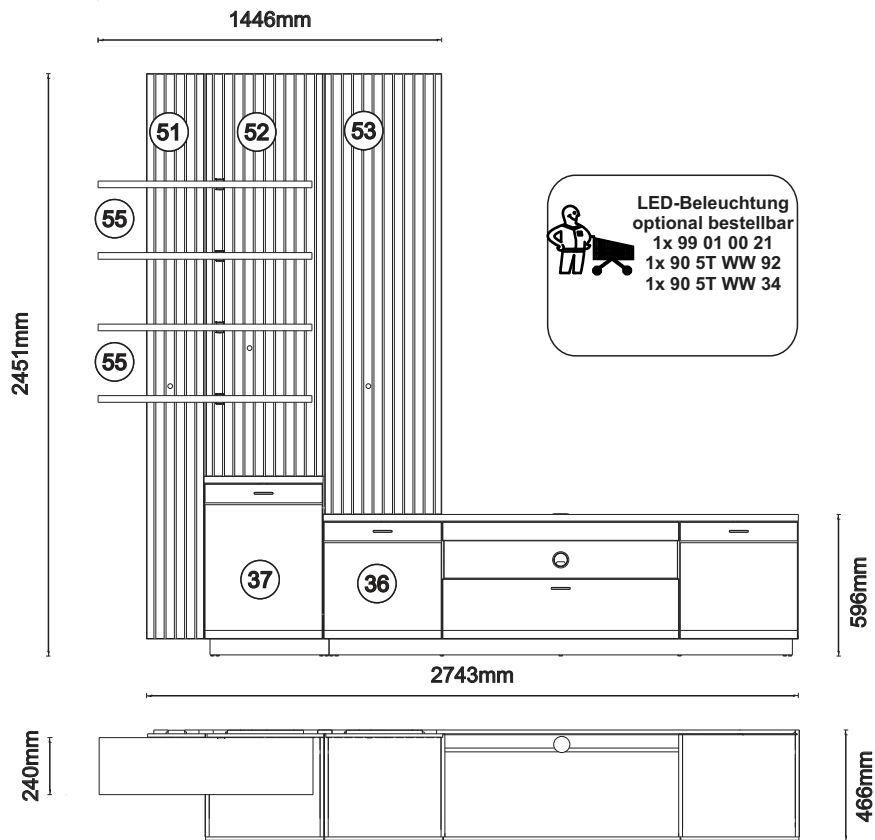 1446mm
51
52
53
55
LED-Beleuchtung
optional bestellbar
1x 99 01 00 21
1x 90 5T WW 92
1x 90 5T WW 34
2451mm
55
37
36
596mm
2743mm
240mm
466mm